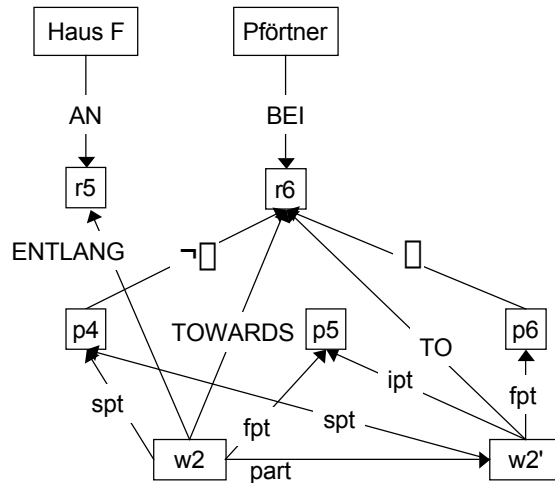 Haus F
Pförtner
AN
BEI
r5
r6
ENTLANG
¬
p4
TOWARDS
p5
TO
p6
spt
fpt
spt
ipt
fpt
w2
part
w2'